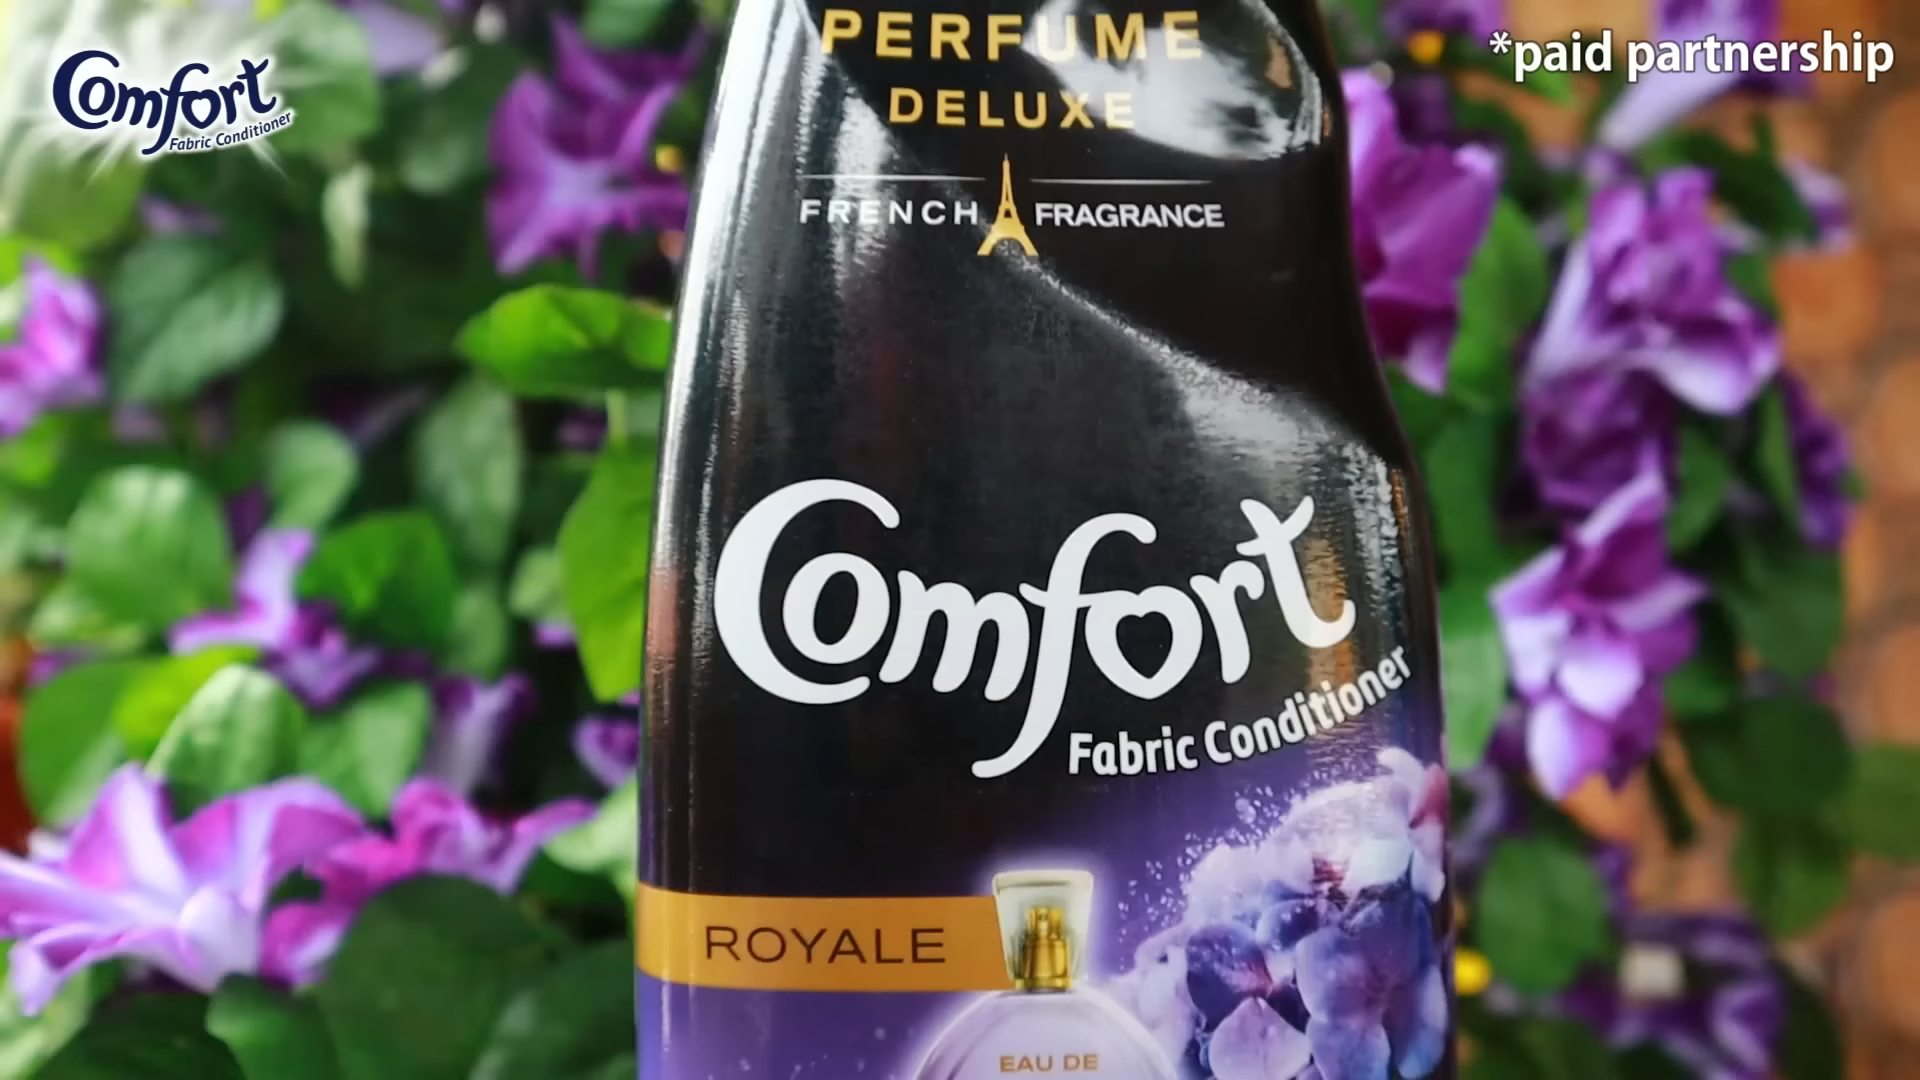 Comfort
Fabric Conditioner
*paid partnership
PERFUME
DELUXE
FRENCH FRAGRANCE
Comfort
Fabric Conditioner
ROYALE
EAU DE